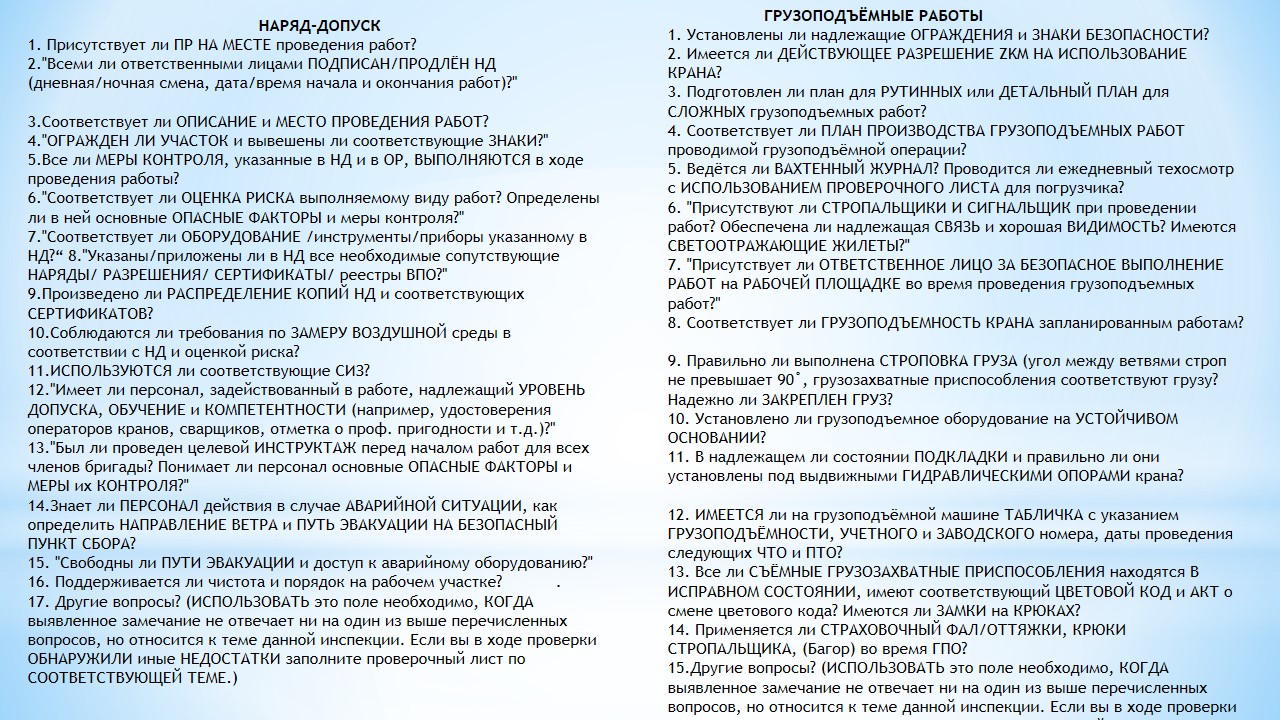 НАРЯД-ДОПУСК
1. Присутствует ли ПР НА МЕСТЕ проведения работ?
2."Всеми ли ответственными лицами ПОДПИСАН/ПРОДЛЁН НД
(дневная/ночная смена, дата/время начала и окончания работ)?"
3.Соответствует ли ОПИСАНИЕ и МЕСТО ПРОВЕДЕНИЯ РАБОТ?
4."ОГРАЖДЕН ЛИ УЧАСТОК и вывешены ли соответствующие ЗНАКИ?"
5.Все ли МЕРЫ КОНТРОЛЯ, указанные в НД и в ОР, ВЫПОЛНЯЮТСЯ в ходе
проведения работы?
6."Соответствует ли ОЦЕНКА РИСКА выполняемому виду работ? Определены
ли в ней основные ОПАСНЫЕ ФАКТОРЫ и меры контроля?"
7."Соответствует ли ОБОРУДОВАНИЕ /инструменты/приборы указанному в
НД?“ 8."Указаны/приложены ли в НД все необходимые сопутствующие
НАРЯДЫ/ РАЗРЕШЕНИЯ/ СЕРТИФИКАТЫ/ реестры ВПО?"
9.Произведено ли РАСПРЕДЕЛЕНИЕ КОПИЙ НД и соответствующих
СЕРТИФИКАТОВ?
10.Соблюдаются ли требования по ЗАМЕРУ ВОЗДУШНОЙ среды в
соответствии с НД и оценкой риска?
11.ИСПОЛЬЗУЮТСЯ ли соответствующие СИЗ?
12."Имеет ли персонал, задействованный в работе, надлежащий УРОВЕНЬ
ДОПУСКА, ОБУЧЕНИЕ и КОМПЕТЕНТНОСТИ (например, удостоверения
операторов кранов, сварщиков, отметка о проф. пригодности и т.д.)?"
13."Был ли проведен целевой ИНСТРУКТАЖ перед началом работ для всех
членов бригады? Понимает ли персонал основные ОПАСНЫЕ ФАКТОРЫ и
МЕРЫ их КОНТРОЛЯ?"
14.Знает ли ПЕРСОНАЛ действия в случае АВАРИЙНОЙ СИТУАЦИИ, как
определить НАПРАВЛЕНИЕ ВЕТРА и ПУТЬ ЭВАКУАЦИИ НА БЕЗОПАСНЫЙ
ПУНКТ СБОРА?
15. "Свободны ли ПУТИ ЭВАКУАЦИИ и доступ к аварийному оборудованию?"
16. Поддерживается ли чистота и порядок на рабочем участке? .
17. Другие вопросы? (ИСПОЛЬЗОВАТЬ это поле необходимо, КОГДА
выявленное замечание не отвечает ни на один из выше перечисленных
вопросов, но относится к теме данной инспекции. Если вы в ходе проверки
ОБНАРУЖИЛИ иные НЕДОСТАТКИ заполните проверочный лист по
СООТВЕТСТВУЮЩЕЙ ТЕМЕ.)
ГРУЗОПОДЪЁМНЫЕ РАБОТЫ
1. Установлены ли надлежащие ОГРАЖДЕНИЯ и ЗНАКИ БЕЗОПАСНОСТИ?
2. Имеется ли ДЕЙСТВУЮЩЕЕ РАЗРЕШЕНИЕ ZKM НА ИСПОЛЬЗОВАНИЕ
КРАНА?
3. Подготовлен ли план для РУТИННЫХ или ДЕТАЛЬНЫЙ ПЛАН для
СЛОЖНЫХ грузоподъемных работ?
4. Соответствует ли ПЛАН ПРОИЗВОДСТВА ГРУЗОПОДЪЕМНЫХ РАБОТ
проводимой грузоподъёмной операции?
5. Ведётся ли ВАХТЕННЫЙ ЖУРНАЛ? Проводится ли ежедневный техосмотр
с ИСПОЛЬЗОВАНИЕМ ПРОВЕРОЧНОГО ЛИСТА для погрузчика?
6. "Присутствуют ли СТРОПАЛЬЩИКИ И СИГНАЛЬЩИК при проведении
работ? Обеспечена ли надлежащая СВЯЗЬ и хорошая ВИДИМОСТЬ? Имеются
СВЕТООТРАЖАЮЩИЕ ЖИЛЕТЫ?"
7. "Присутствует ли ОТВЕТСТВЕННОЕ ЛИЦО ЗА БЕЗОПАСНОЕ ВЫПОЛНЕНИЕ
РАБОТ на РАБОЧЕЙ ПЛОЩАДКЕ во время проведения грузоподъемных
работ?"
8. Соответствует ли ГРУЗОПОДЪЕМНОСТЬ КРАНА запланированным работам?
9. Правильно ли выполнена СТРОПОВКА ГРУЗА (угол между ветвями строп
не превышает 90˚, грузозахватные приспособления соответствуют грузу?
Надежно ли ЗАКРЕПЛЕН ГРУЗ?
10. Установлено ли грузоподъемное оборудование на УСТОЙЧИВОМ
ОСНОВАНИИ?
11. В надлежащем ли состоянии ПОДКЛАДКИ и правильно ли они
установлены под выдвижными ГИДРАВЛИЧЕСКИМИ ОПОРАМИ крана?
12. ИМЕЕТСЯ ли на грузоподъёмной машине ТАБЛИЧКА с указанием
ГРУЗОПОДЪЁМНОСТИ, УЧЕТНОГО и ЗАВОДСКОГО номера, даты проведения
следующих ЧТО и ПТО?
13. Все ли СЪЁМНЫЕ ГРУЗОЗАХВАТНЫЕ ПРИСПОСОБЛЕНИЯ находятся В
ИСПРАВНОМ СОСТОЯНИИ, имеют соответствующий ЦВЕТОВОЙ КОД и АКТ о
смене цветового кода? Имеются ли ЗАМКИ на КРЮКАХ?
14. Применяется ли СТРАХОВОЧНЫЙ ФАЛ/ОТТЯЖКИ, КРЮКИ
СТРОПАЛЬЩИКА, (Багор) во время ГПО?
15.Другие вопросы? (ИСПОЛЬЗОВАТЬ это поле необходимо, КОГДА
выявленное замечание не отвечает ни на один из выше перечисленных
вопросов, но относится к теме данной инспекции. Если вы в ходе проверки